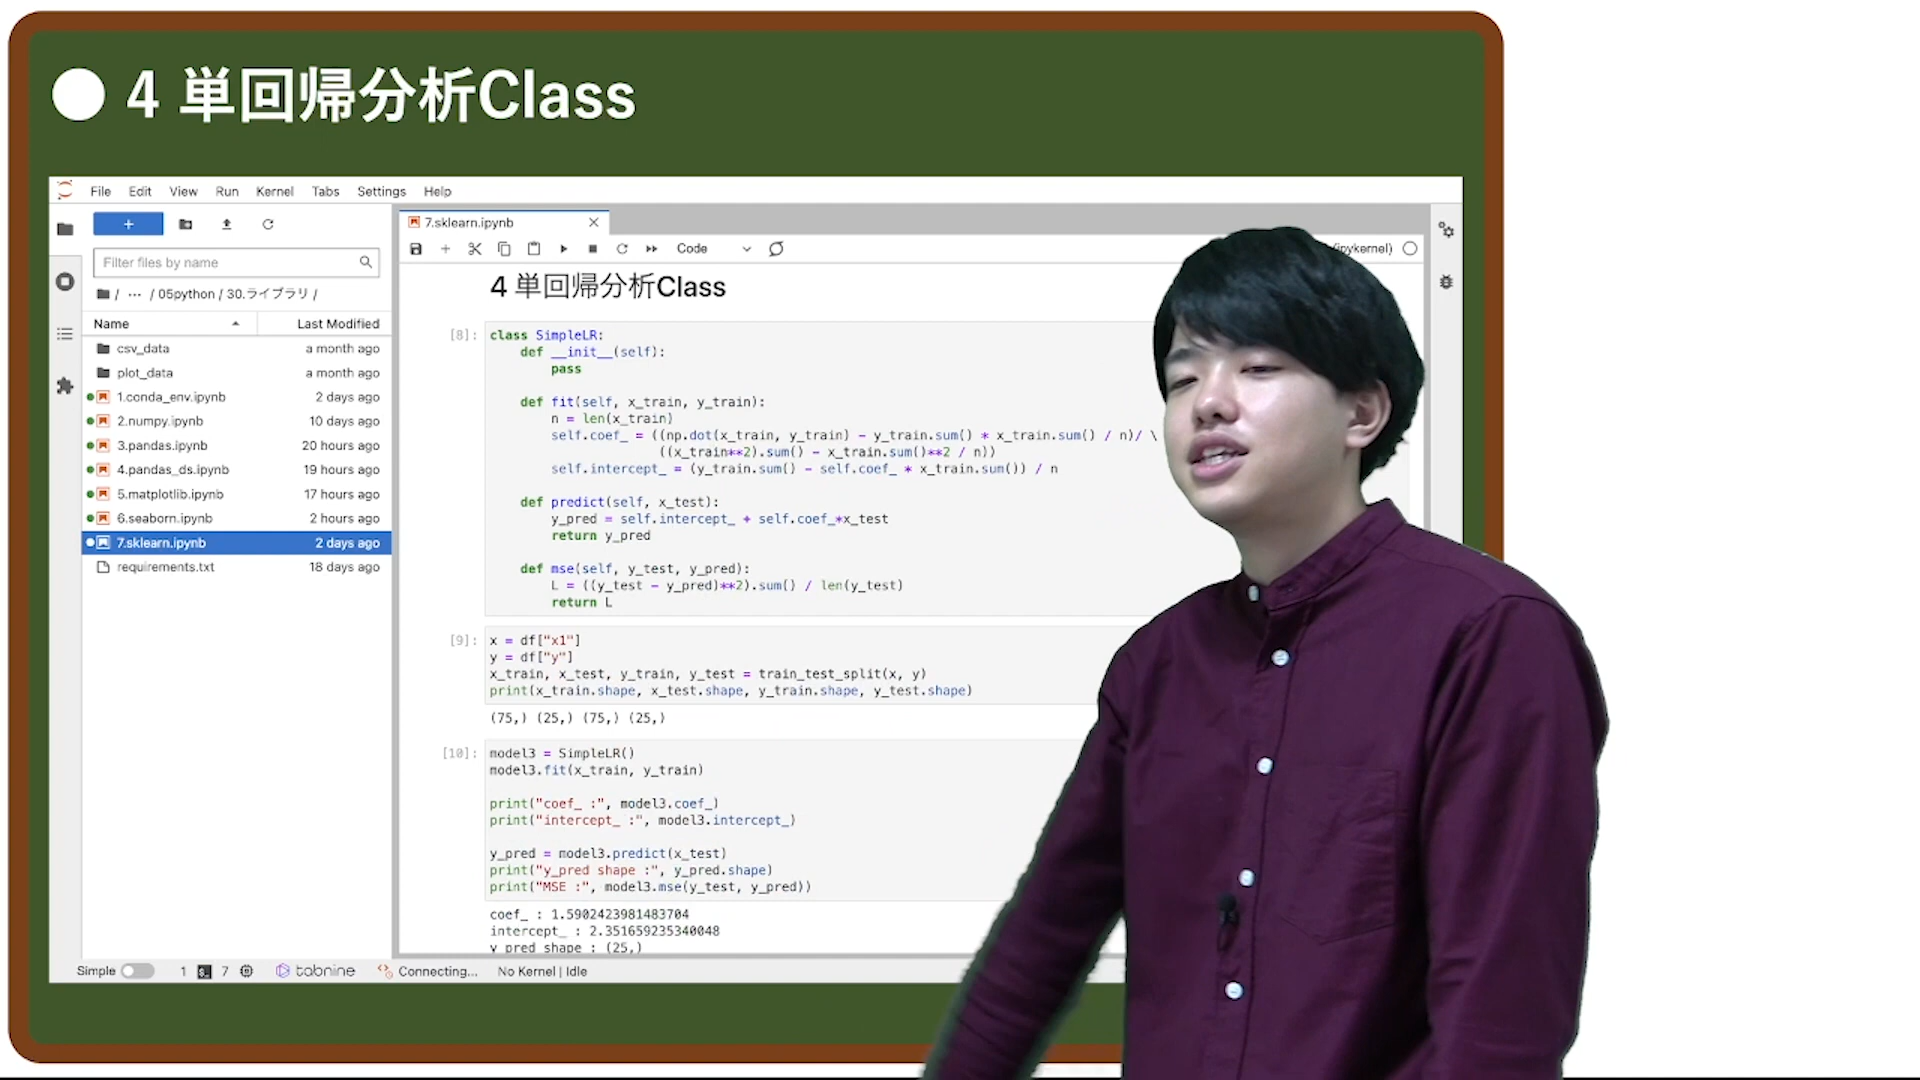 ● 4 単回帰分析Class
File Edit View Run Kernel Tabs Settings Help
7.sklearn.ipynb
Filter files by name
Code
ipykernel)
/ ··· / 05python / 30.ライブラリ /
Name Last Modified
csv_data a month ago
plot_data a month ago
1.conda_env.ipynb 2 days ago
2.numpy.ipynb 10 days ago
3.pandas.ipynb 20 hours ago
4.pandas_ds.ipynb 19 hours ago
5.matplotlib.ipynb 17 hours ago
6.seaborn.ipynb 2 hours ago
7.sklearn.ipynb 2 days ago
requirements.txt 18 days ago
4 単回帰分析Class
[8]: class SimpleLR:
def __init__(self):
pass
def fit(self, x_train, y_train):
n = len(x_train)
self.coef_ = ((np.dot(x_train, y_train) - y_train.sum() * x_train.sum() / n)/ \
((x_train**2).sum() - x_train.sum()**2 / n))
self.intercept_ = (y_train.sum() - self.coef_ * x_train.sum()) / n
def predict(self, x_test):
y_pred = self.intercept_ + self.coef_*x_test
return y_pred
def mse(self, y_test, y_pred):
L = ((y_test - y_pred)**2).sum() / len(y_test)
return L
[9]: x = df["x1"]
y = df["y"]
x_train, x_test, y_train, y_test = train_test_split(x, y)
print(x_train.shape, x_test.shape, y_train.shape, y_test.shape)
(75,) (25,) (75,) (25,)
[10]: model3 = SimpleLR()
model3.fit(x_train, y_train)
print("coef_ :", model3.coef_)
print("intercept_ :", model3.intercept_)
y_pred = model3.predict(x_test)
print("y_pred shape :", y_pred.shape)
print("MSE :", model3.mse(y_test, y_pred))
coef_ : 1.5902423981483704
intercept_ : 2.351659235340048
y_pred shape : (25,)
Simple 1 7 tabnine Connecting... No Kernel | Idle